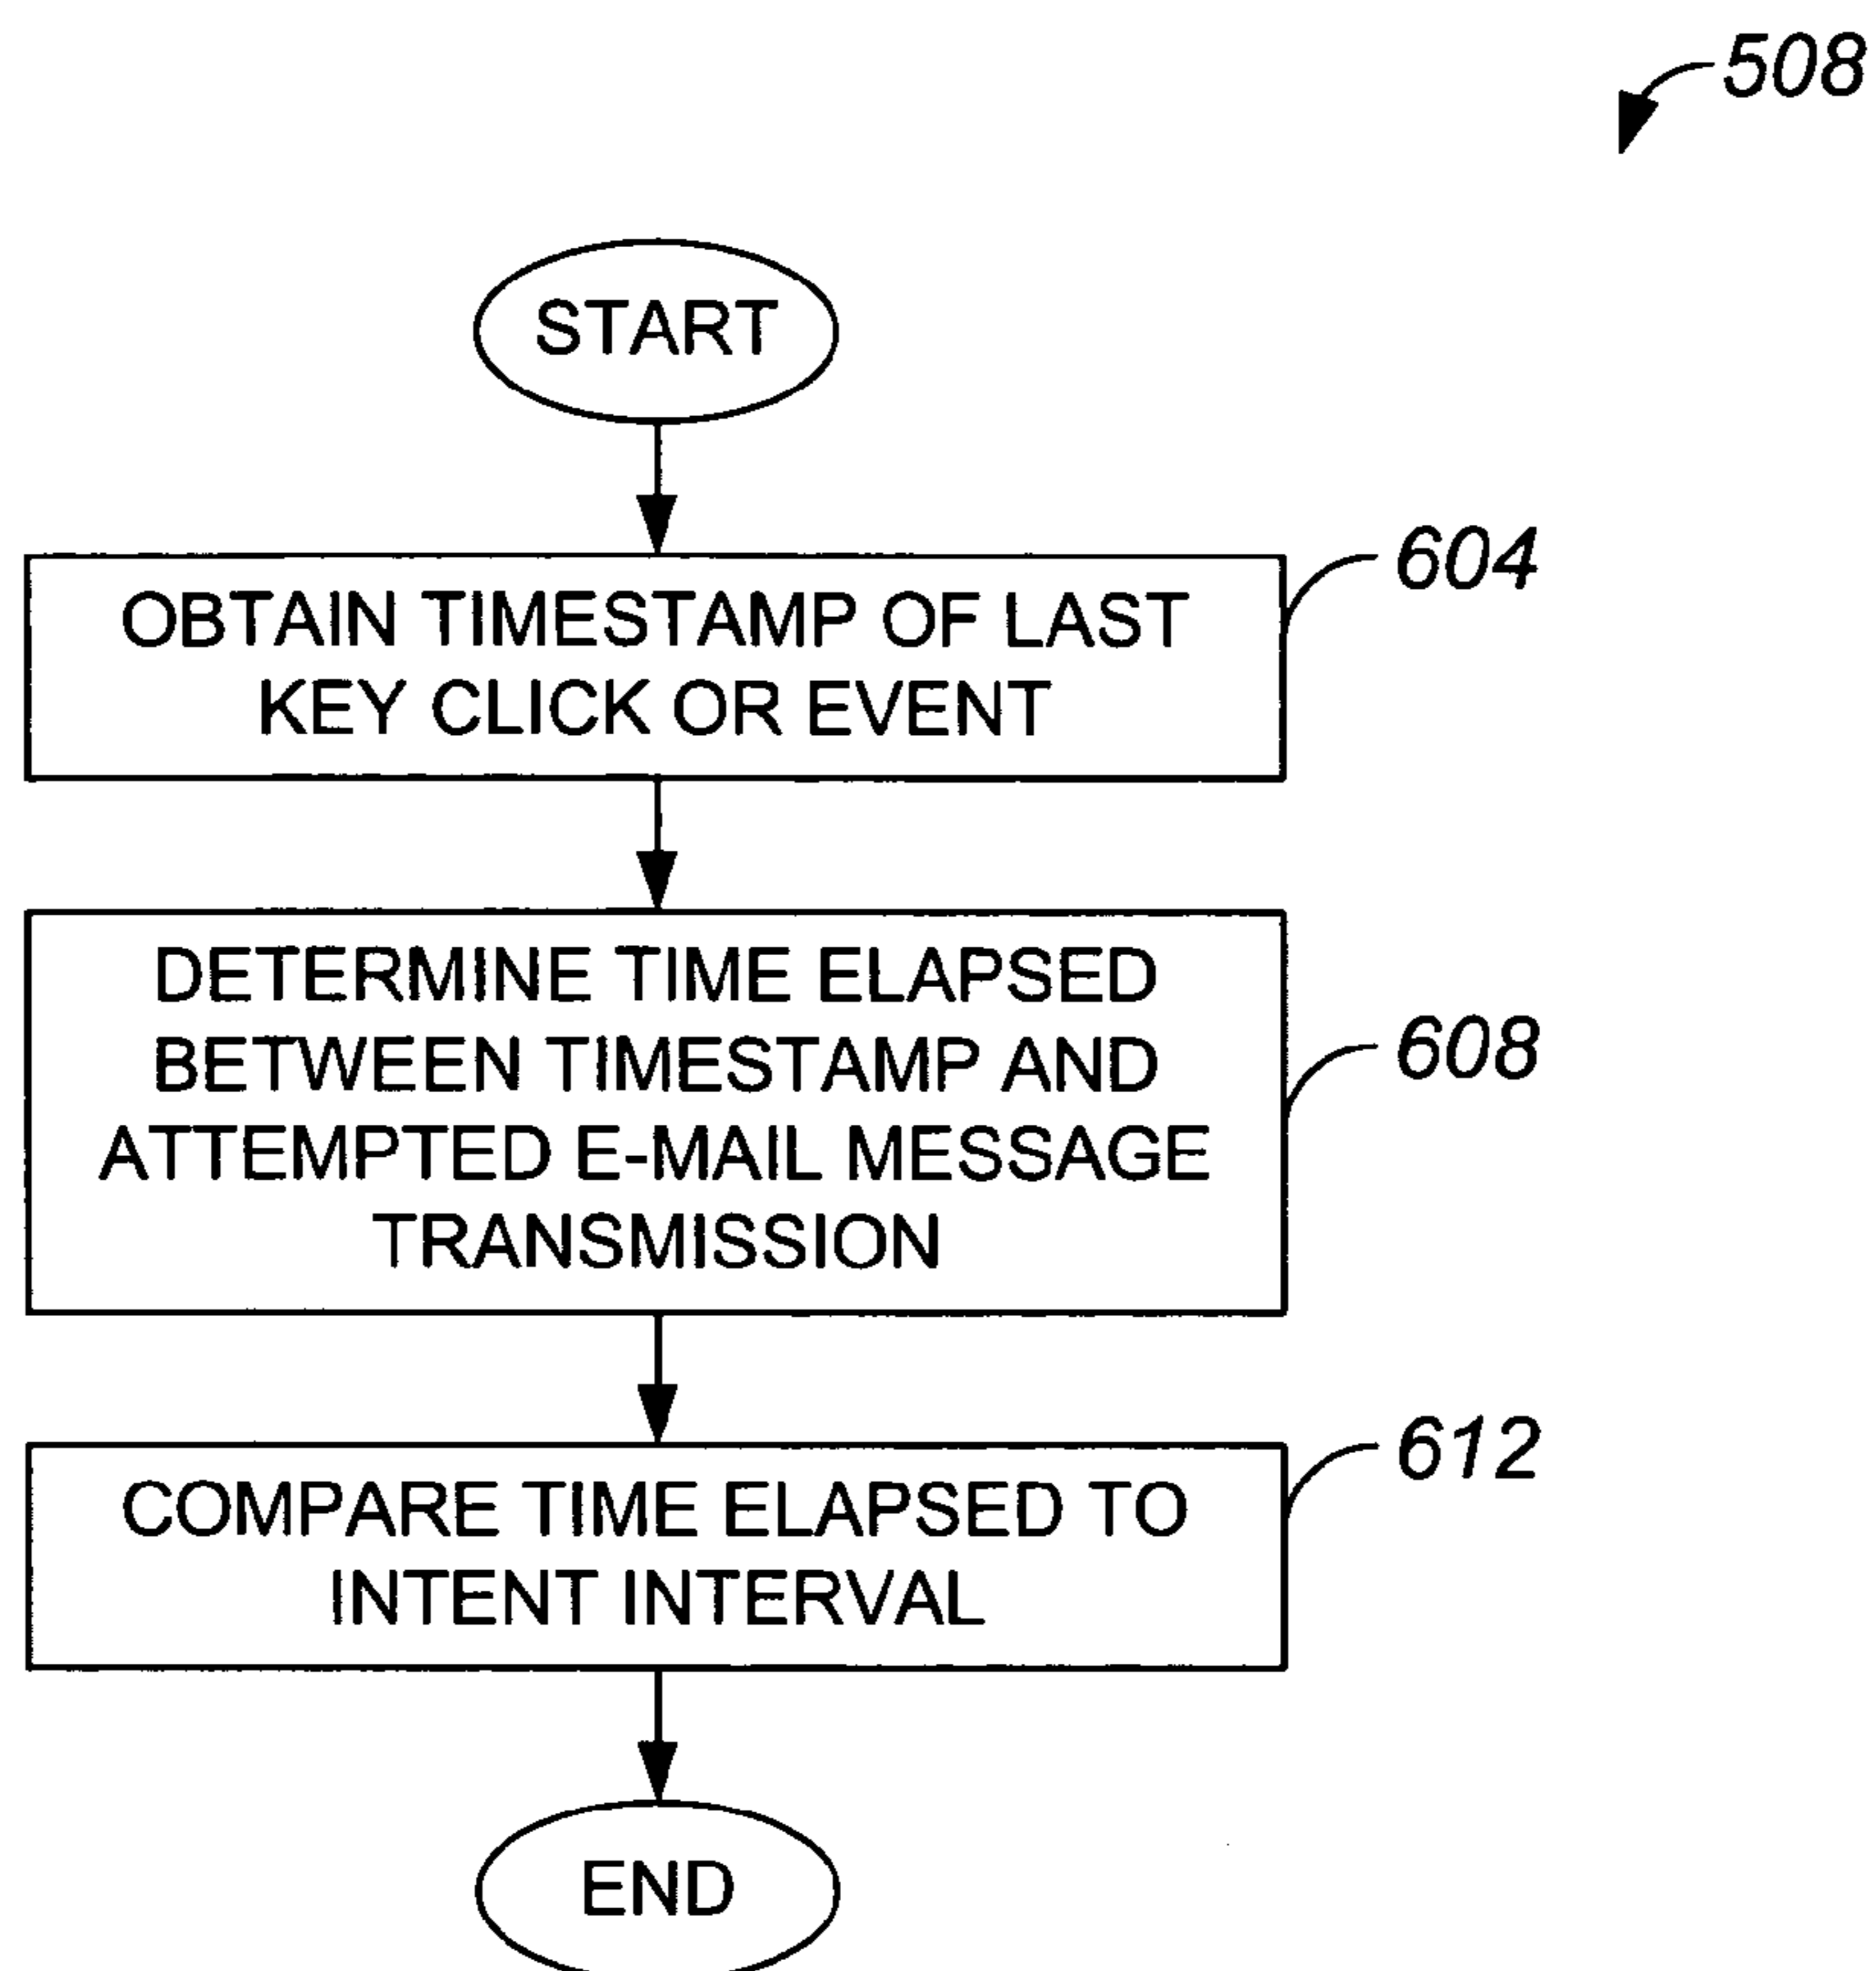 508
START
604
OBTAIN TIMESTAMP OF LAST
KEY CLICK OR EVENT
DETERMINE TIME ELAPSED
BETWEEN TIMESTAMP AND
608
ATTEMPTED E-MAIL MESSAGE
TRANSMISSION
612
COMPARE TIME ELAPSED TO
INTENT INTERVAL
END